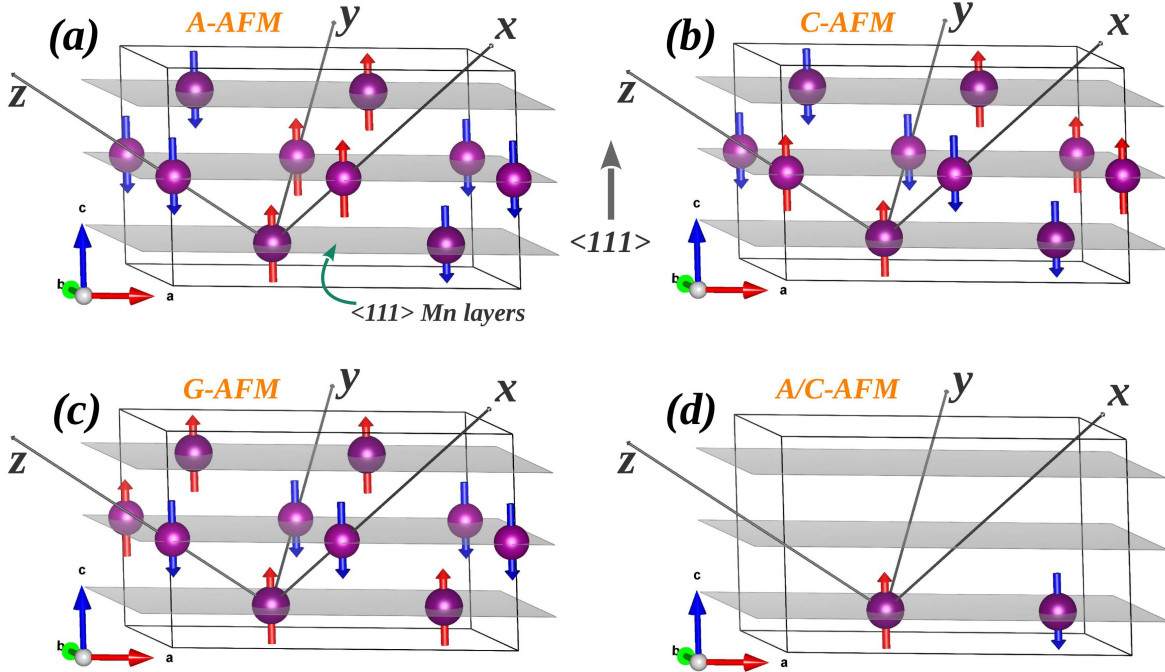 (a)
A-AFM
y
x
z
c
b
a
<111> Mn layers
<111>
(b)
C-AFM
y
x
z
c
b
a
(c)
G-AFM
y
x
z
c
b
a
(d)
A/C-AFM
y
x
z
c
b
a